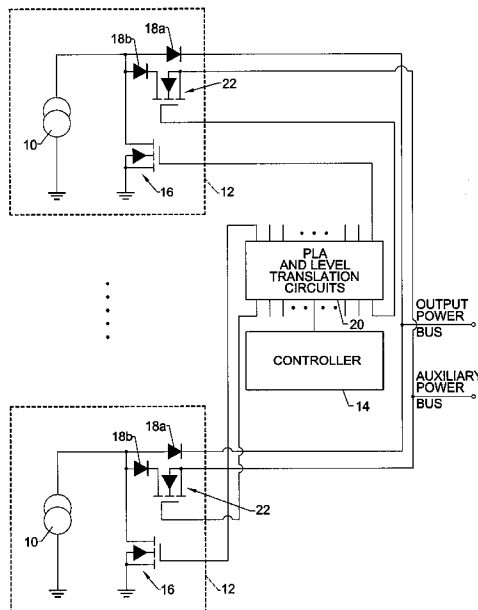 18a
18b
22
10
16
12
PLA
AND LEVEL
TRANSLATION
CIRCUITS
20
OUTPUT
POWER
BUS
CONTROLLER
14
AUXILIARY
POWER
BUS
18a
18b
22
10
16
12